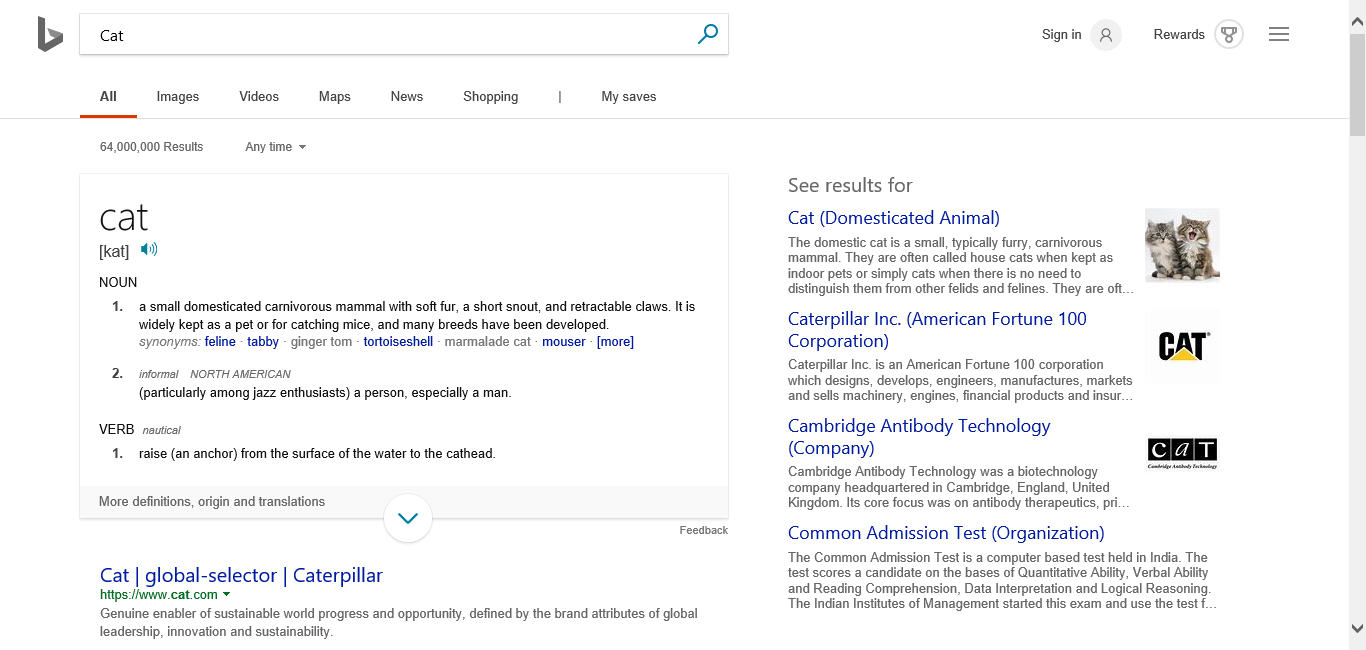 Cat
Sign in
Rewards
All Images Videos Maps News Shopping | My saves
64,000,000 Results Any time
cat
[kat]
NOUN
1. a small domesticated carnivorous mammal with soft fur, a short snout, and retractable claws. It is
widely kept as a pet or for catching mice, and many breeds have been developed.
synonyms: feline · tabby · ginger tom · tortoiseshell · marmalade cat · mouser · [more]
2. informal NORTH AMERICAN
(particularly among jazz enthusiasts) a person, especially a man.
VERB nautical
1. raise (an anchor) from the surface of the water to the cathead.
More definitions, origin and translations
Feedback
Cat | global-selector | Caterpillar
https://www.cat.com
Genuine enabler of sustainable world progress and opportunity, defined by the brand attributes of global
leadership, innovation and sustainability.
See results for
Cat (Domesticated Animal)
The domestic cat is a small, typically furry, carnivorous
mammal. They are often called house cats when kept as
indoor pets or simply cats when there is no need to
distinguish them from other felids and felines. They are oft...
Caterpillar Inc. (American Fortune 100
Corporation)
Caterpillar Inc. is an American Fortune 100 corporation
which designs, develops, engineers, manufactures, markets
and sells machinery, engines, financial products and insur...
CAT
Cambridge Antibody Technology
(Company)
Cambridge Antibody Technology was a biotechnology
company headquartered in Cambridge, England, United
Kingdom. Its core focus was on antibody therapeutics, pri...
CaT
Cambridge Antibody Technology
Common Admission Test (Organization)
The Common Admission Test is a computer based test held in India. The
test scores a candidate on the bases of Quantitative Ability, Verbal Ability
and Reading Comprehension, Data Interpretation and Logical Reasoning.
The Indian Institutes of Management started this exam and use the test f...